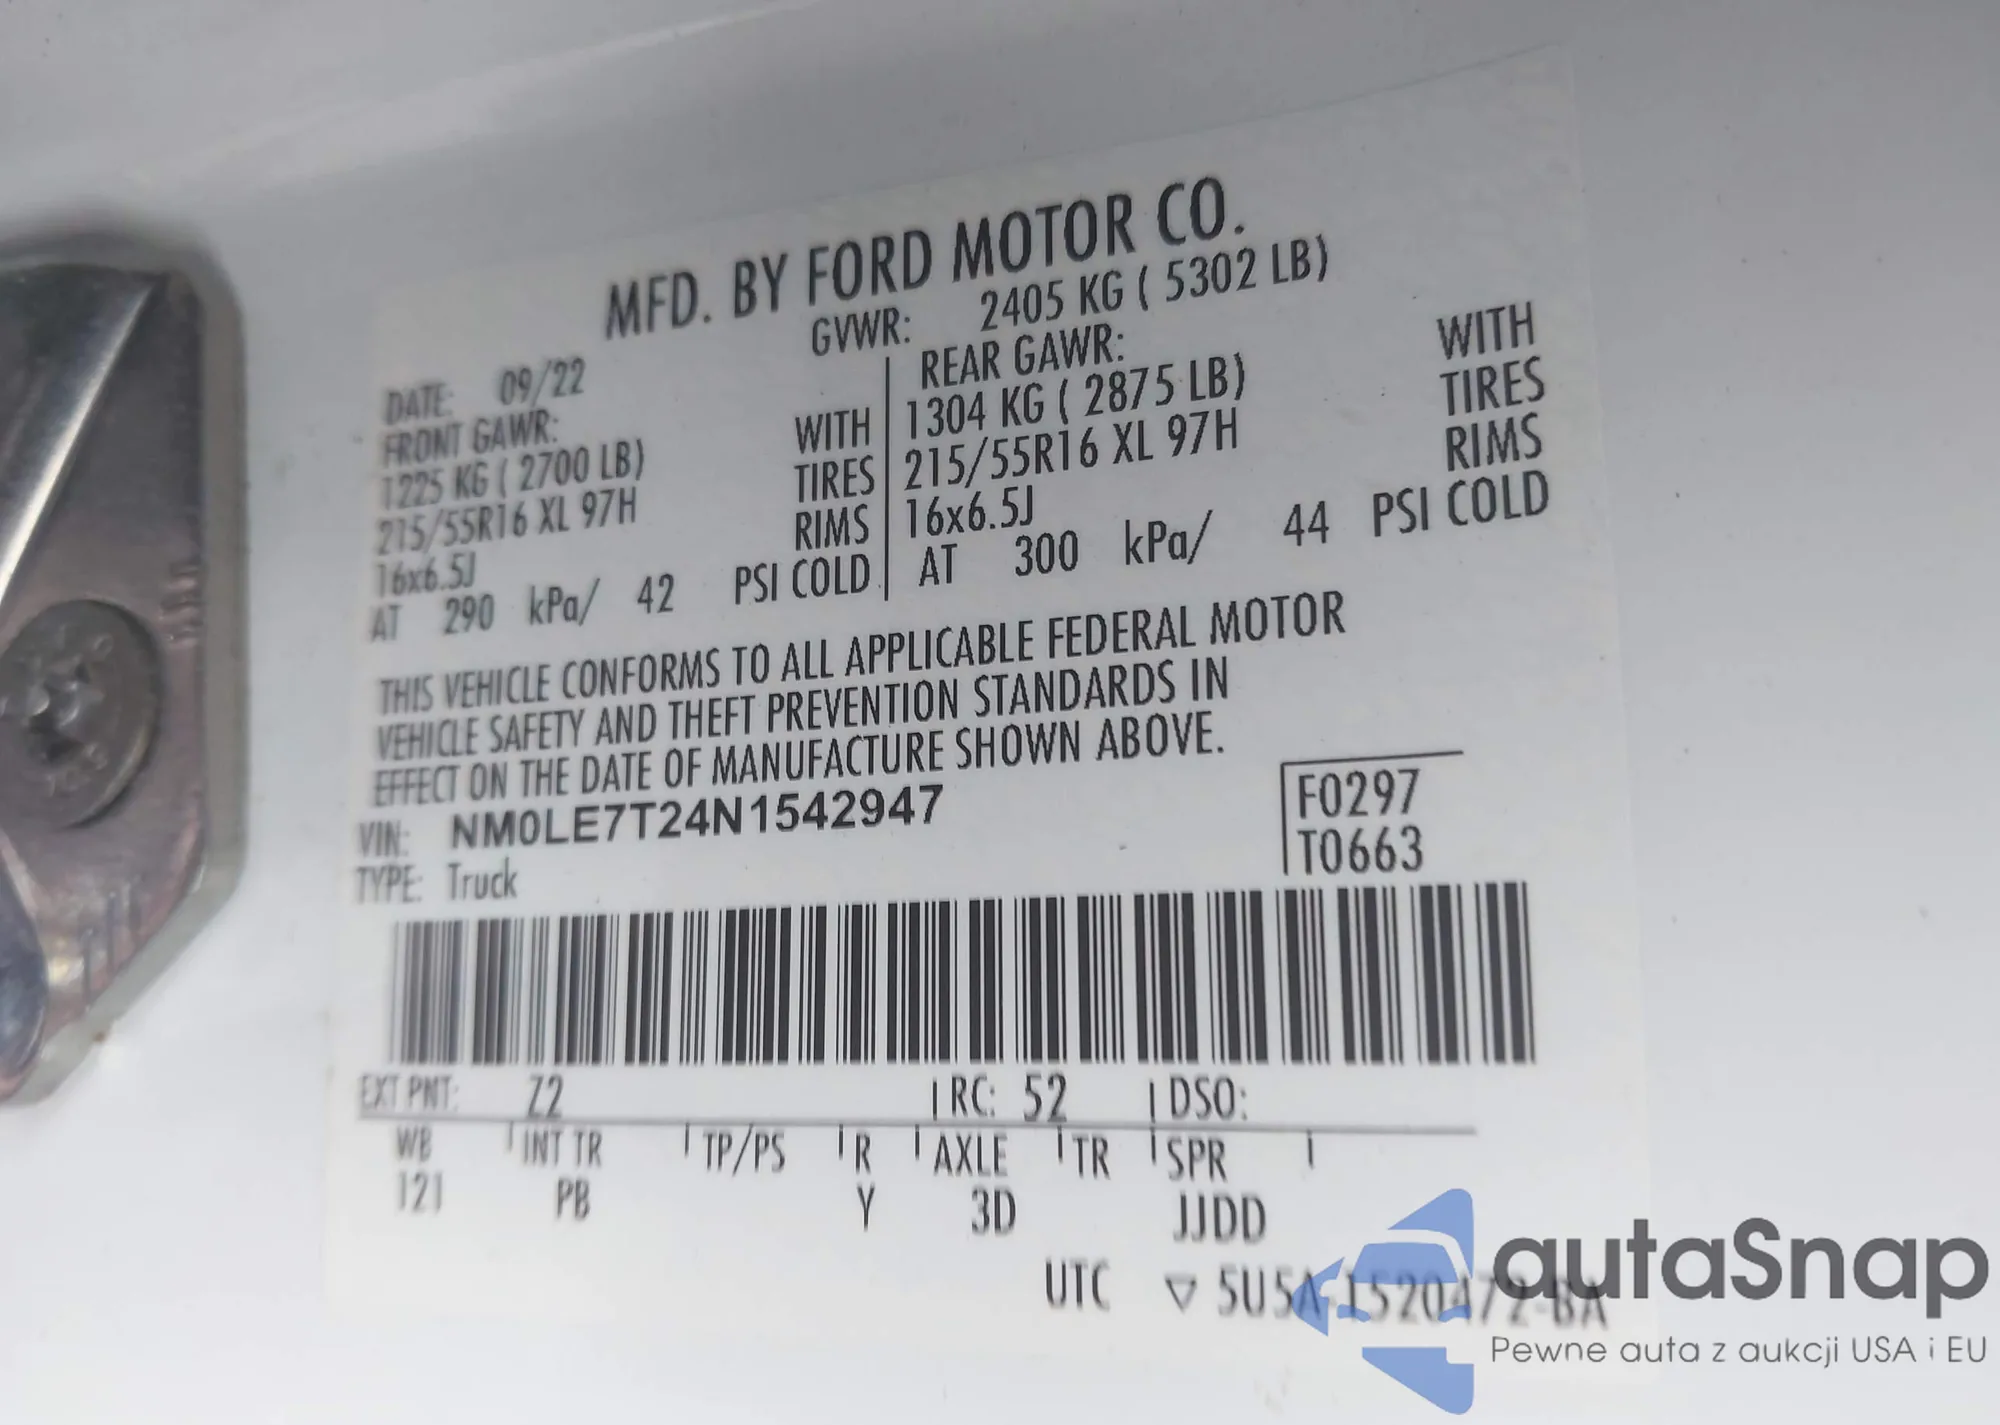 MFD. BY FORD MOTOR CO.
DATE: 09/22 GVWR: 2405 KG ( 5302 LB)
FRONT GAWR: REAR GAWR:
1225 KG ( 2700 LB) WITH 1304 KG ( 2875 LB) WITH
215/55R16 XL 97H TIRES 215/55R16 XL 97H TIRES
16x6.5J RIMS 16x6.5J RIMS
AT 290 kPa/ 42 PSI COLD AT 300 kPa/ 44 PSI COLD
THIS VEHICLE CONFORMS TO ALL APPLICABLE FEDERAL MOTOR
VEHICLE SAFETY AND THEFT PREVENTION STANDARDS IN
EFFECT ON THE DATE OF MANUFACTURE SHOWN ABOVE.
VIN: NM0LE7T24N1542947 F0297
TYPE: Truck T0663
EXT PNT: Z2 RC: 52 DSO:
WB INT TR TP/PS R AXLE TR SPR
121 PB Y 3D JJDD
UTC ▽ 5U5A-1520472-BA
autaSnap
Pewne auta z aukcji USA i EU